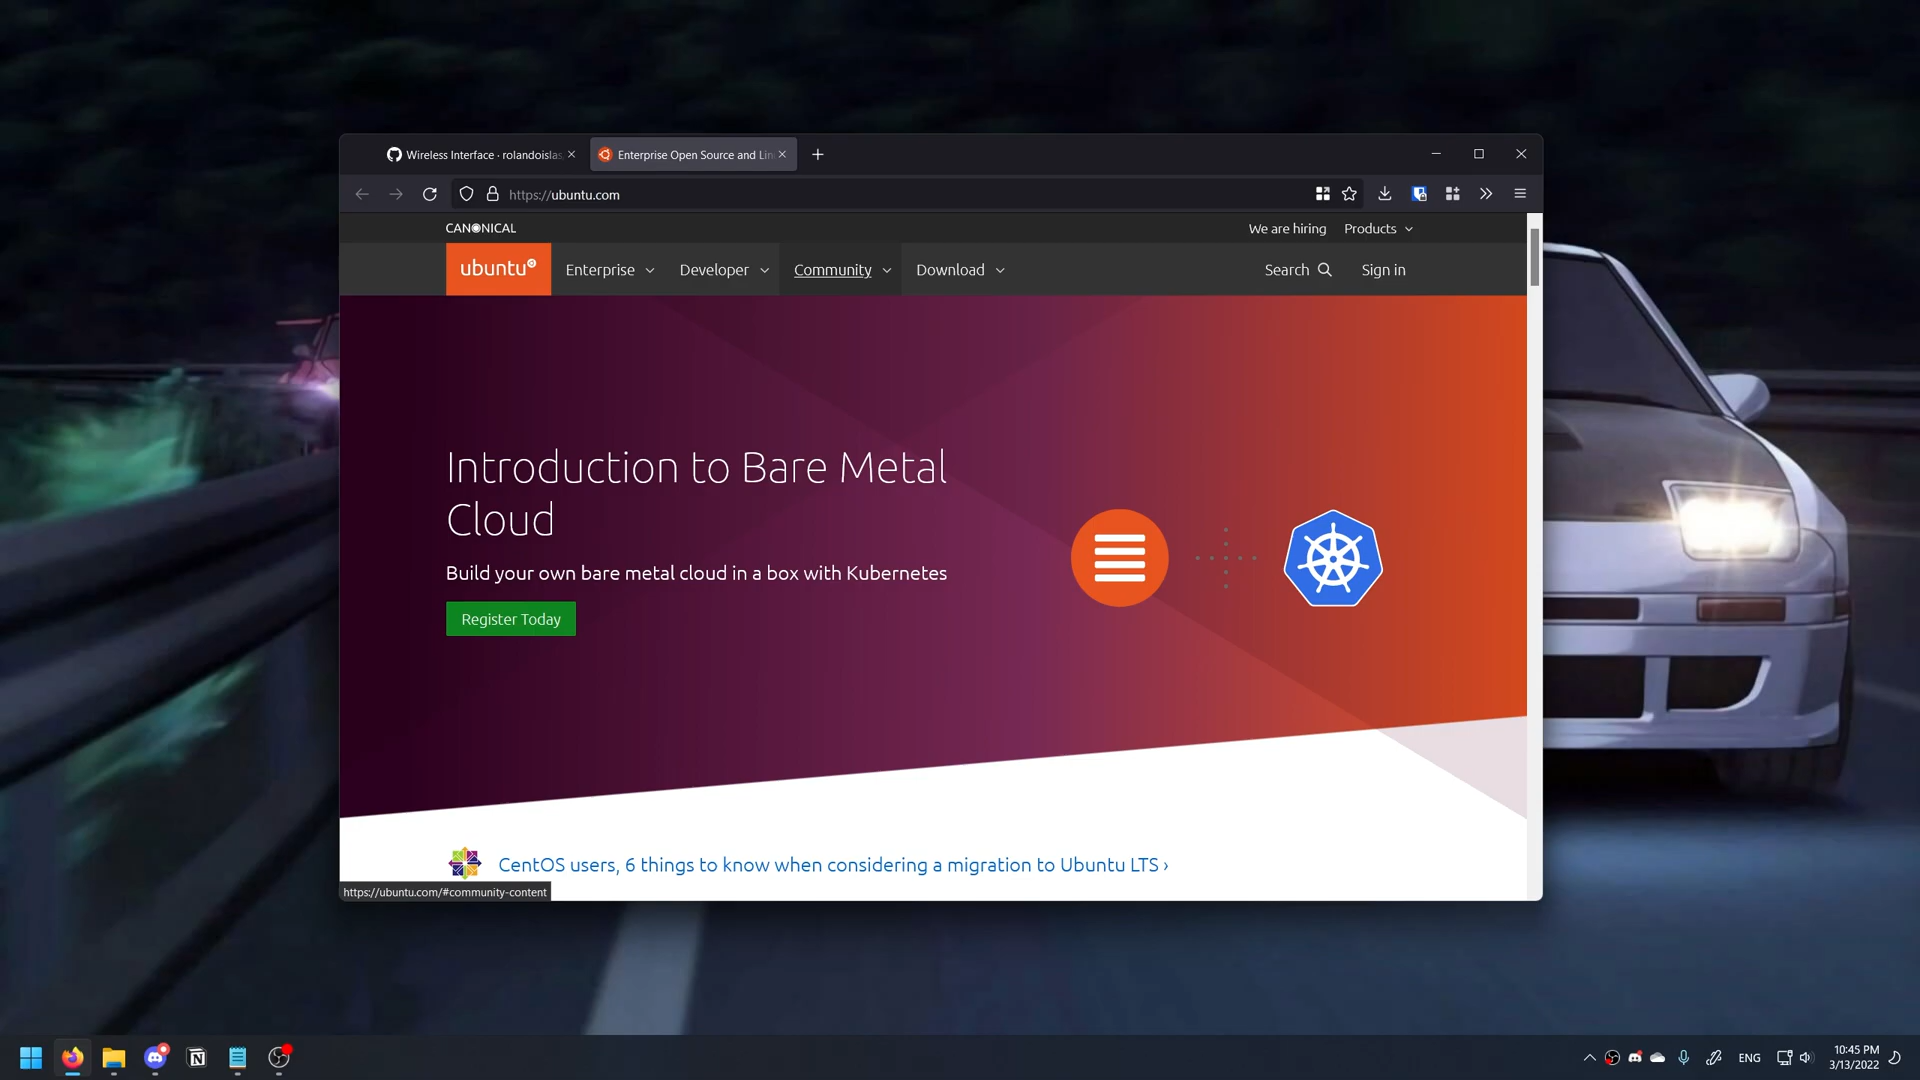 Wireless Interface · rolandoislas
Enterprise Open Source and Lin
https://ubuntu.com
CANONICAL
We are hiring
Products
ubuntu
Enterprise
Developer
Community
Download
Search
Sign in
Introduction to Bare Metal
Cloud
Build your own bare metal cloud in a box with Kubernetes
Register Today
CentOS users, 6 things to know when considering a migration to Ubuntu LTS ›
https://ubuntu.com/#community-content
ENG
10:45 PM
3/13/2022